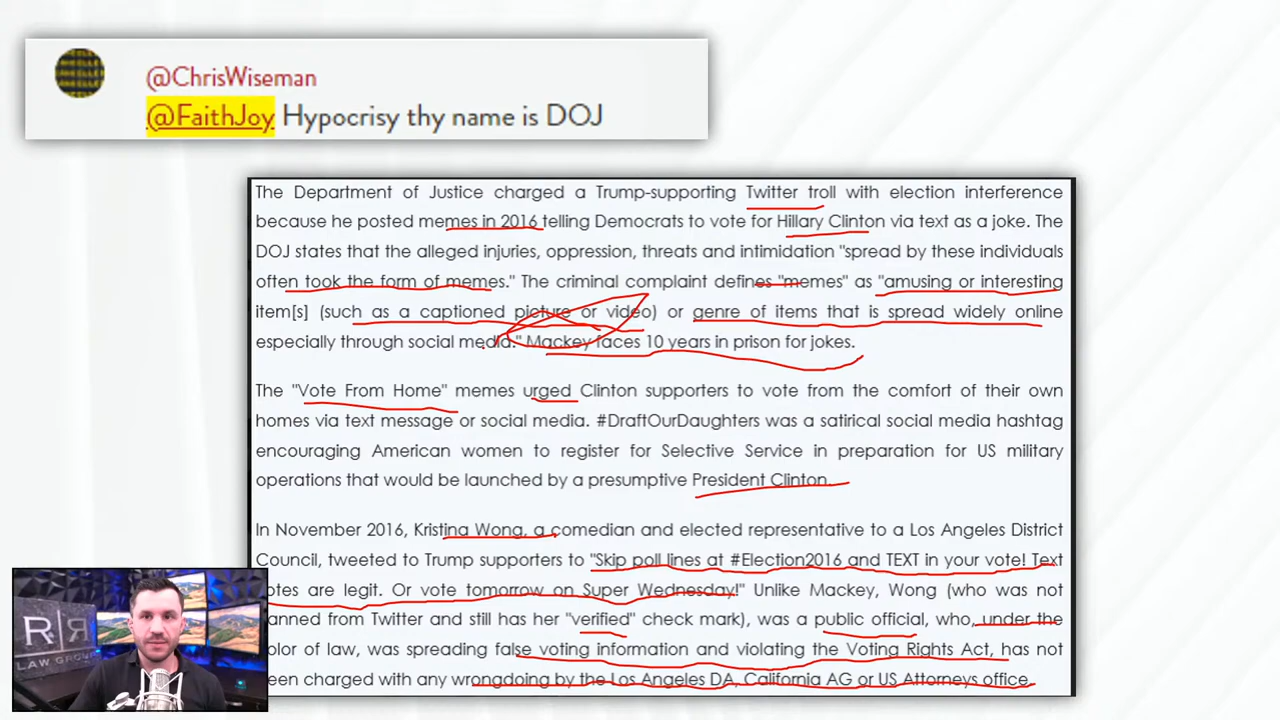 @ChrisWiseman
@FaithJoy Hypocrisy thy name is DOJ
The Department of Justice charged a Trump-supporting Twitter troll with election interference
because he posted memes in 2016 telling Democrats to vote for Hillary Clinton via text as a joke. The
DOJ states that the alleged injuries, oppression, threats and intimidation "spread by these individuals
often took the form of memes." The criminal complaint defines "memes" as "amusing or interesting
item[s] (such as a captioned picture or video) or genre of items that is spread widely online
especially through social media." Mackey faces 10 years in prison for jokes.
The "Vote From Home" memes urged Clinton supporters to vote from the comfort of their own
homes via text message or social media. #DraftOurDaughters was a satirical social media hashtag
encouraging American women to register for Selective Service in preparation for US military
operations that would be launched by a presumptive President Clinton.
In November 2016, Kristina Wong, a comedian and elected representative to a Los Angeles District
Council, tweeted to Trump supporters to "Skip poll lines at #Election2016 and TEXT in your vote! Text
otes are legit. Or vote tomorrow on Super Wednesday!" Unlike Mackey, Wong (who was not
anned from Twitter and still has her "verified" check mark), was a public official, who, under the
olor of law, was spreading false voting information and violating the Voting Rights Act, has not
een charged with any wrongdoing by the Los Angeles DA, California AG or US Attorneys office.
R R
LAW GROUP